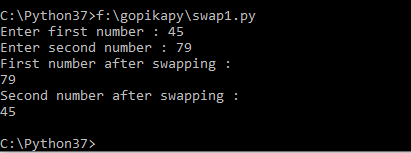 C:\Python37>f:\gopikapy\swap1.py
Enter first number : 45
Enter second number : 79
First number after swapping :
79
Second number after swapping :
45
C:\Python37>